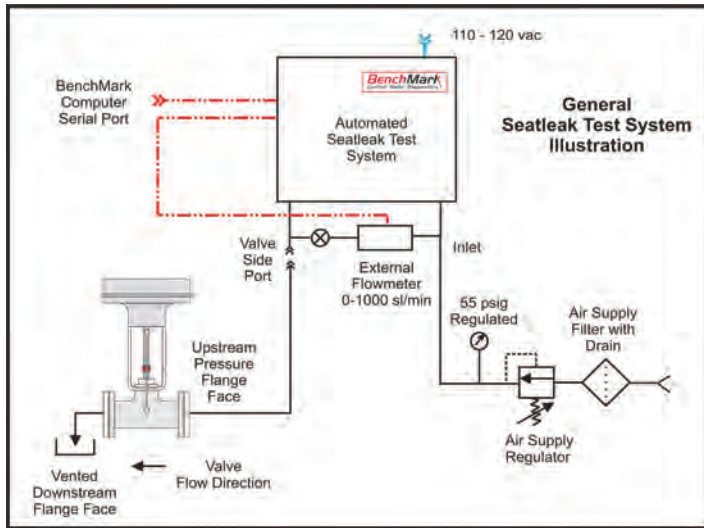 110 - 120 vac
BenchMark
BenchMark
Computer
Serial Port
General
Seatleak Test System
Illustration
Automated
Seatleak Test
System
Valve
Side
Port
Inlet
External
Flowmeter
0-1000 sl/min
55 psig
Regulated
Air Supply
Filter with
Drain
Upstream
Pressure
Flange
Face
Air Supply
Regulator
Vented
Downstream
Flange Face
Valve
Flow Direction